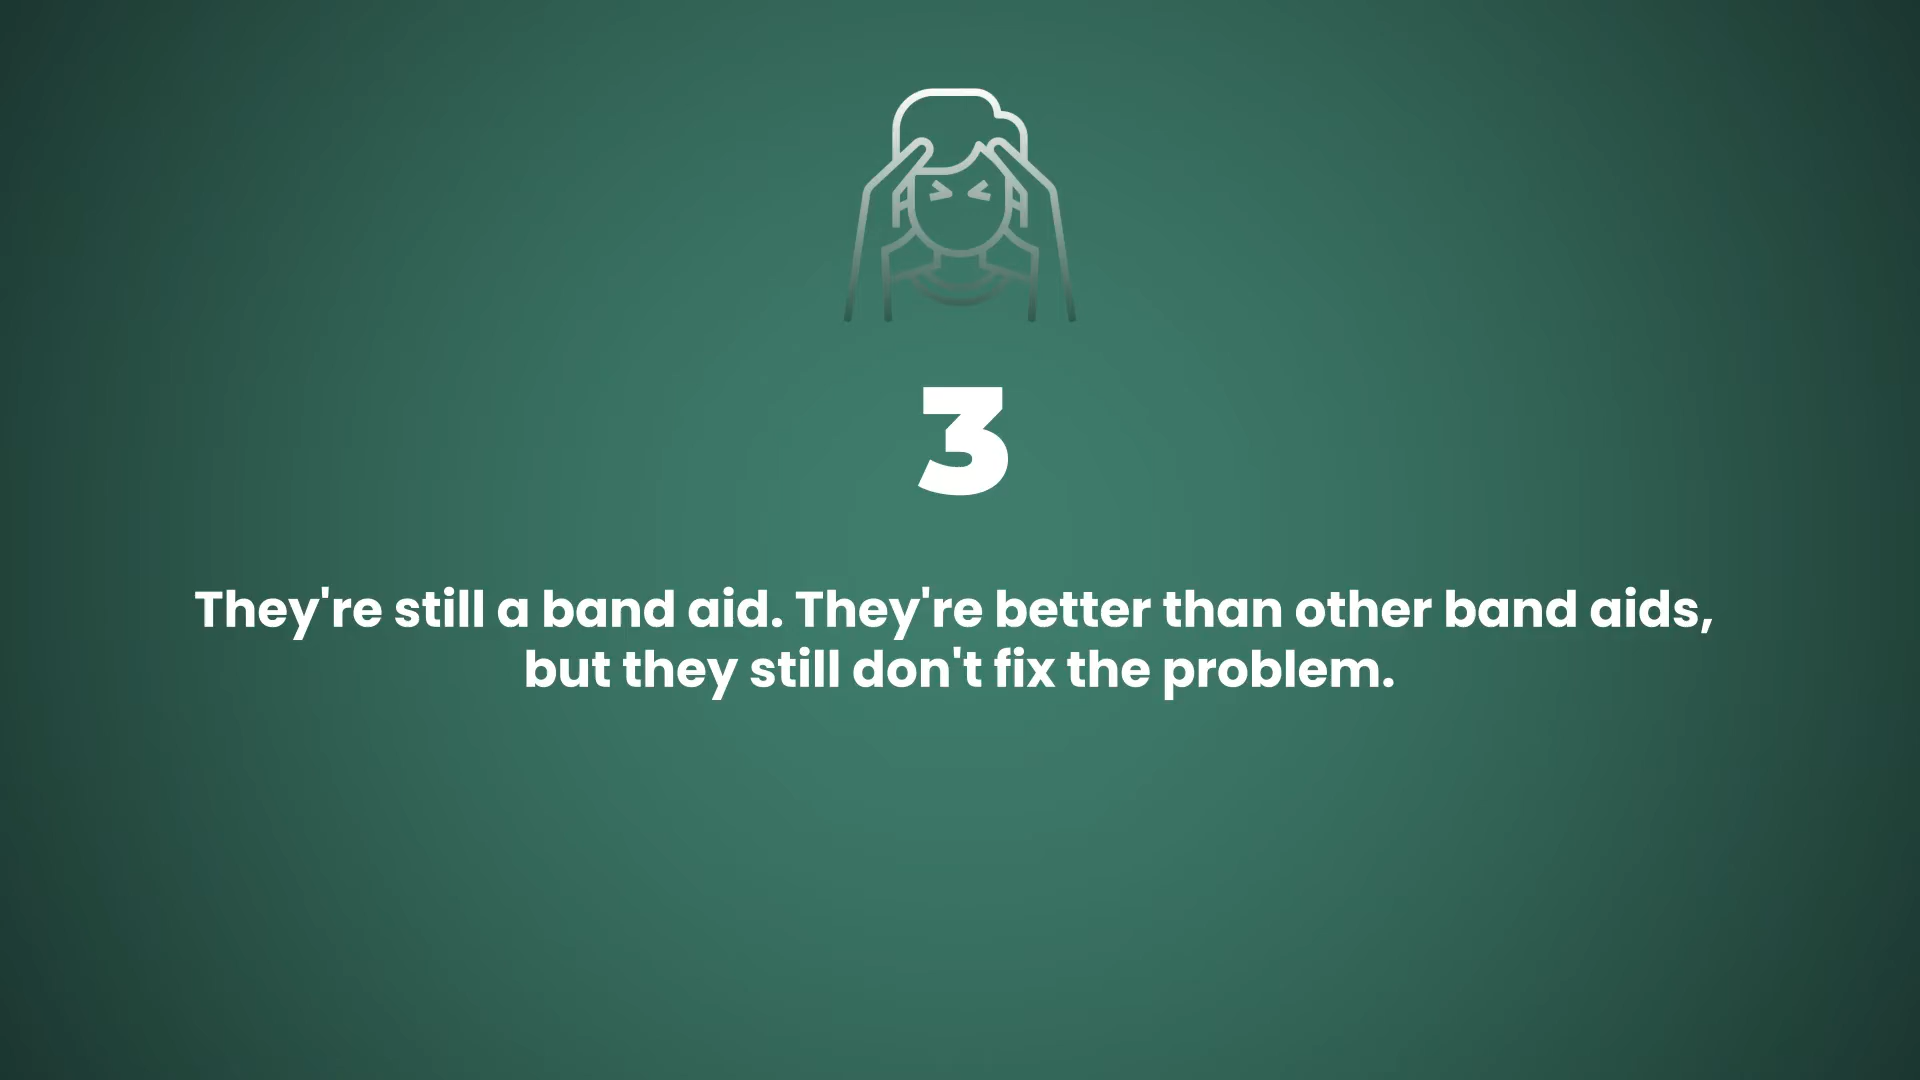 3
They're still a band aid. They're better than other band aids,
but they still don't fix the problem.